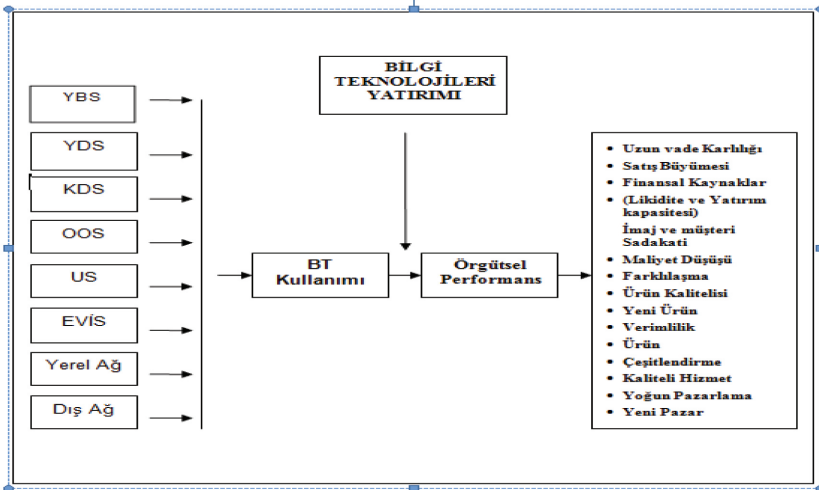 YBS
YDS
KDS
OOS
US
EVİS
Yerel Ağ
Dış Ağ
BİLGİ
TEKNOLOJİLERİ
YATIRIMI
BT
Kullanımı
Örgütsel
Performans
• Uzun vade Karlılığı
• Satış Büyümesi
• Finansal Kaynaklar
• (Likidite ve Yatırım
kapasitesi)
İmaj ve müşteri
Sadakati
• Maliyet Düşüşü
• Farklılaşma
• Ürün Kalitelisi
• Yeni Ürün
• Verimlilik
• Ürün
• Çeşitlendirme
• Kaliteli Hizmet
• Yoğun Pazarlama
• Yeni Pazar